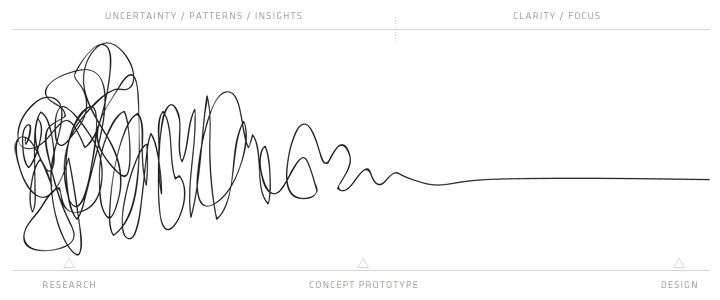 UNCERTAINTY / PATTERNS / INSIGHTS
CLARITY / FOCUS
RESEARCH
CONCEPT PROTOTYPE
DESIGN